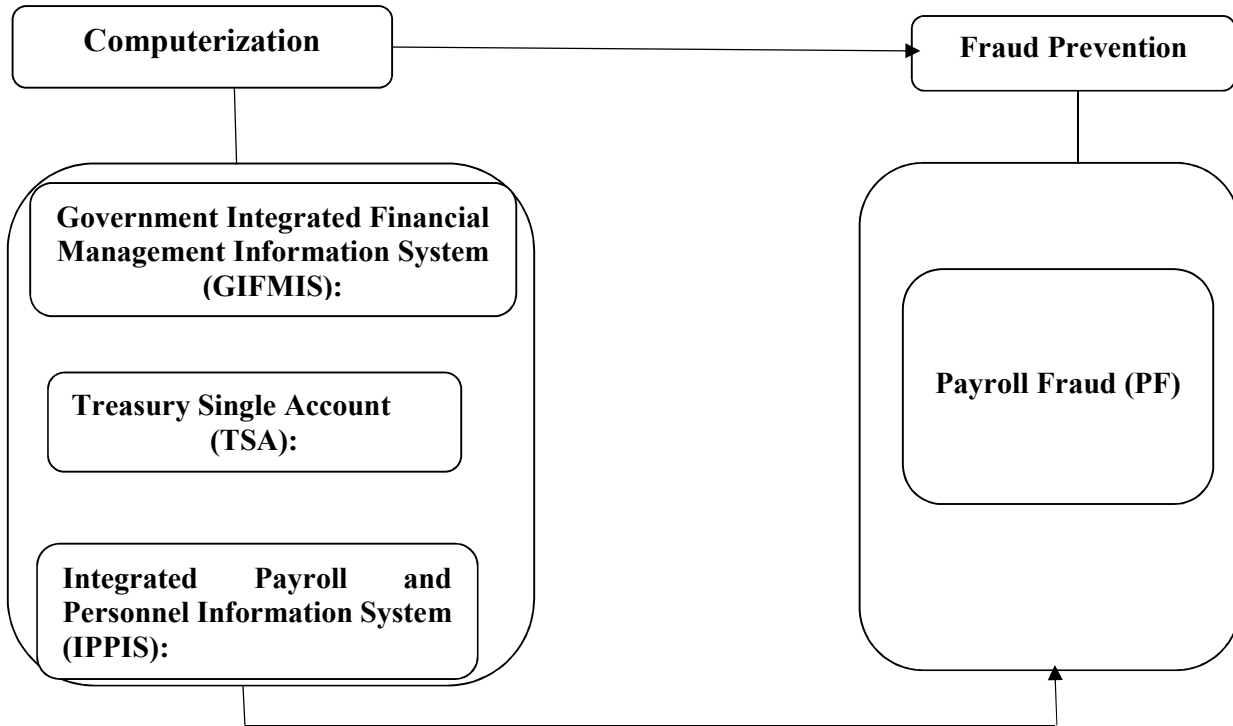 Computerization
Fraud Prevention
Government Integrated Financial
Management Information System
(GIFMIS):
Treasury Single Account
(TSA):
Integrated Payroll and
Personnel Information System
(IPPIS):
Payroll Fraud (PF)